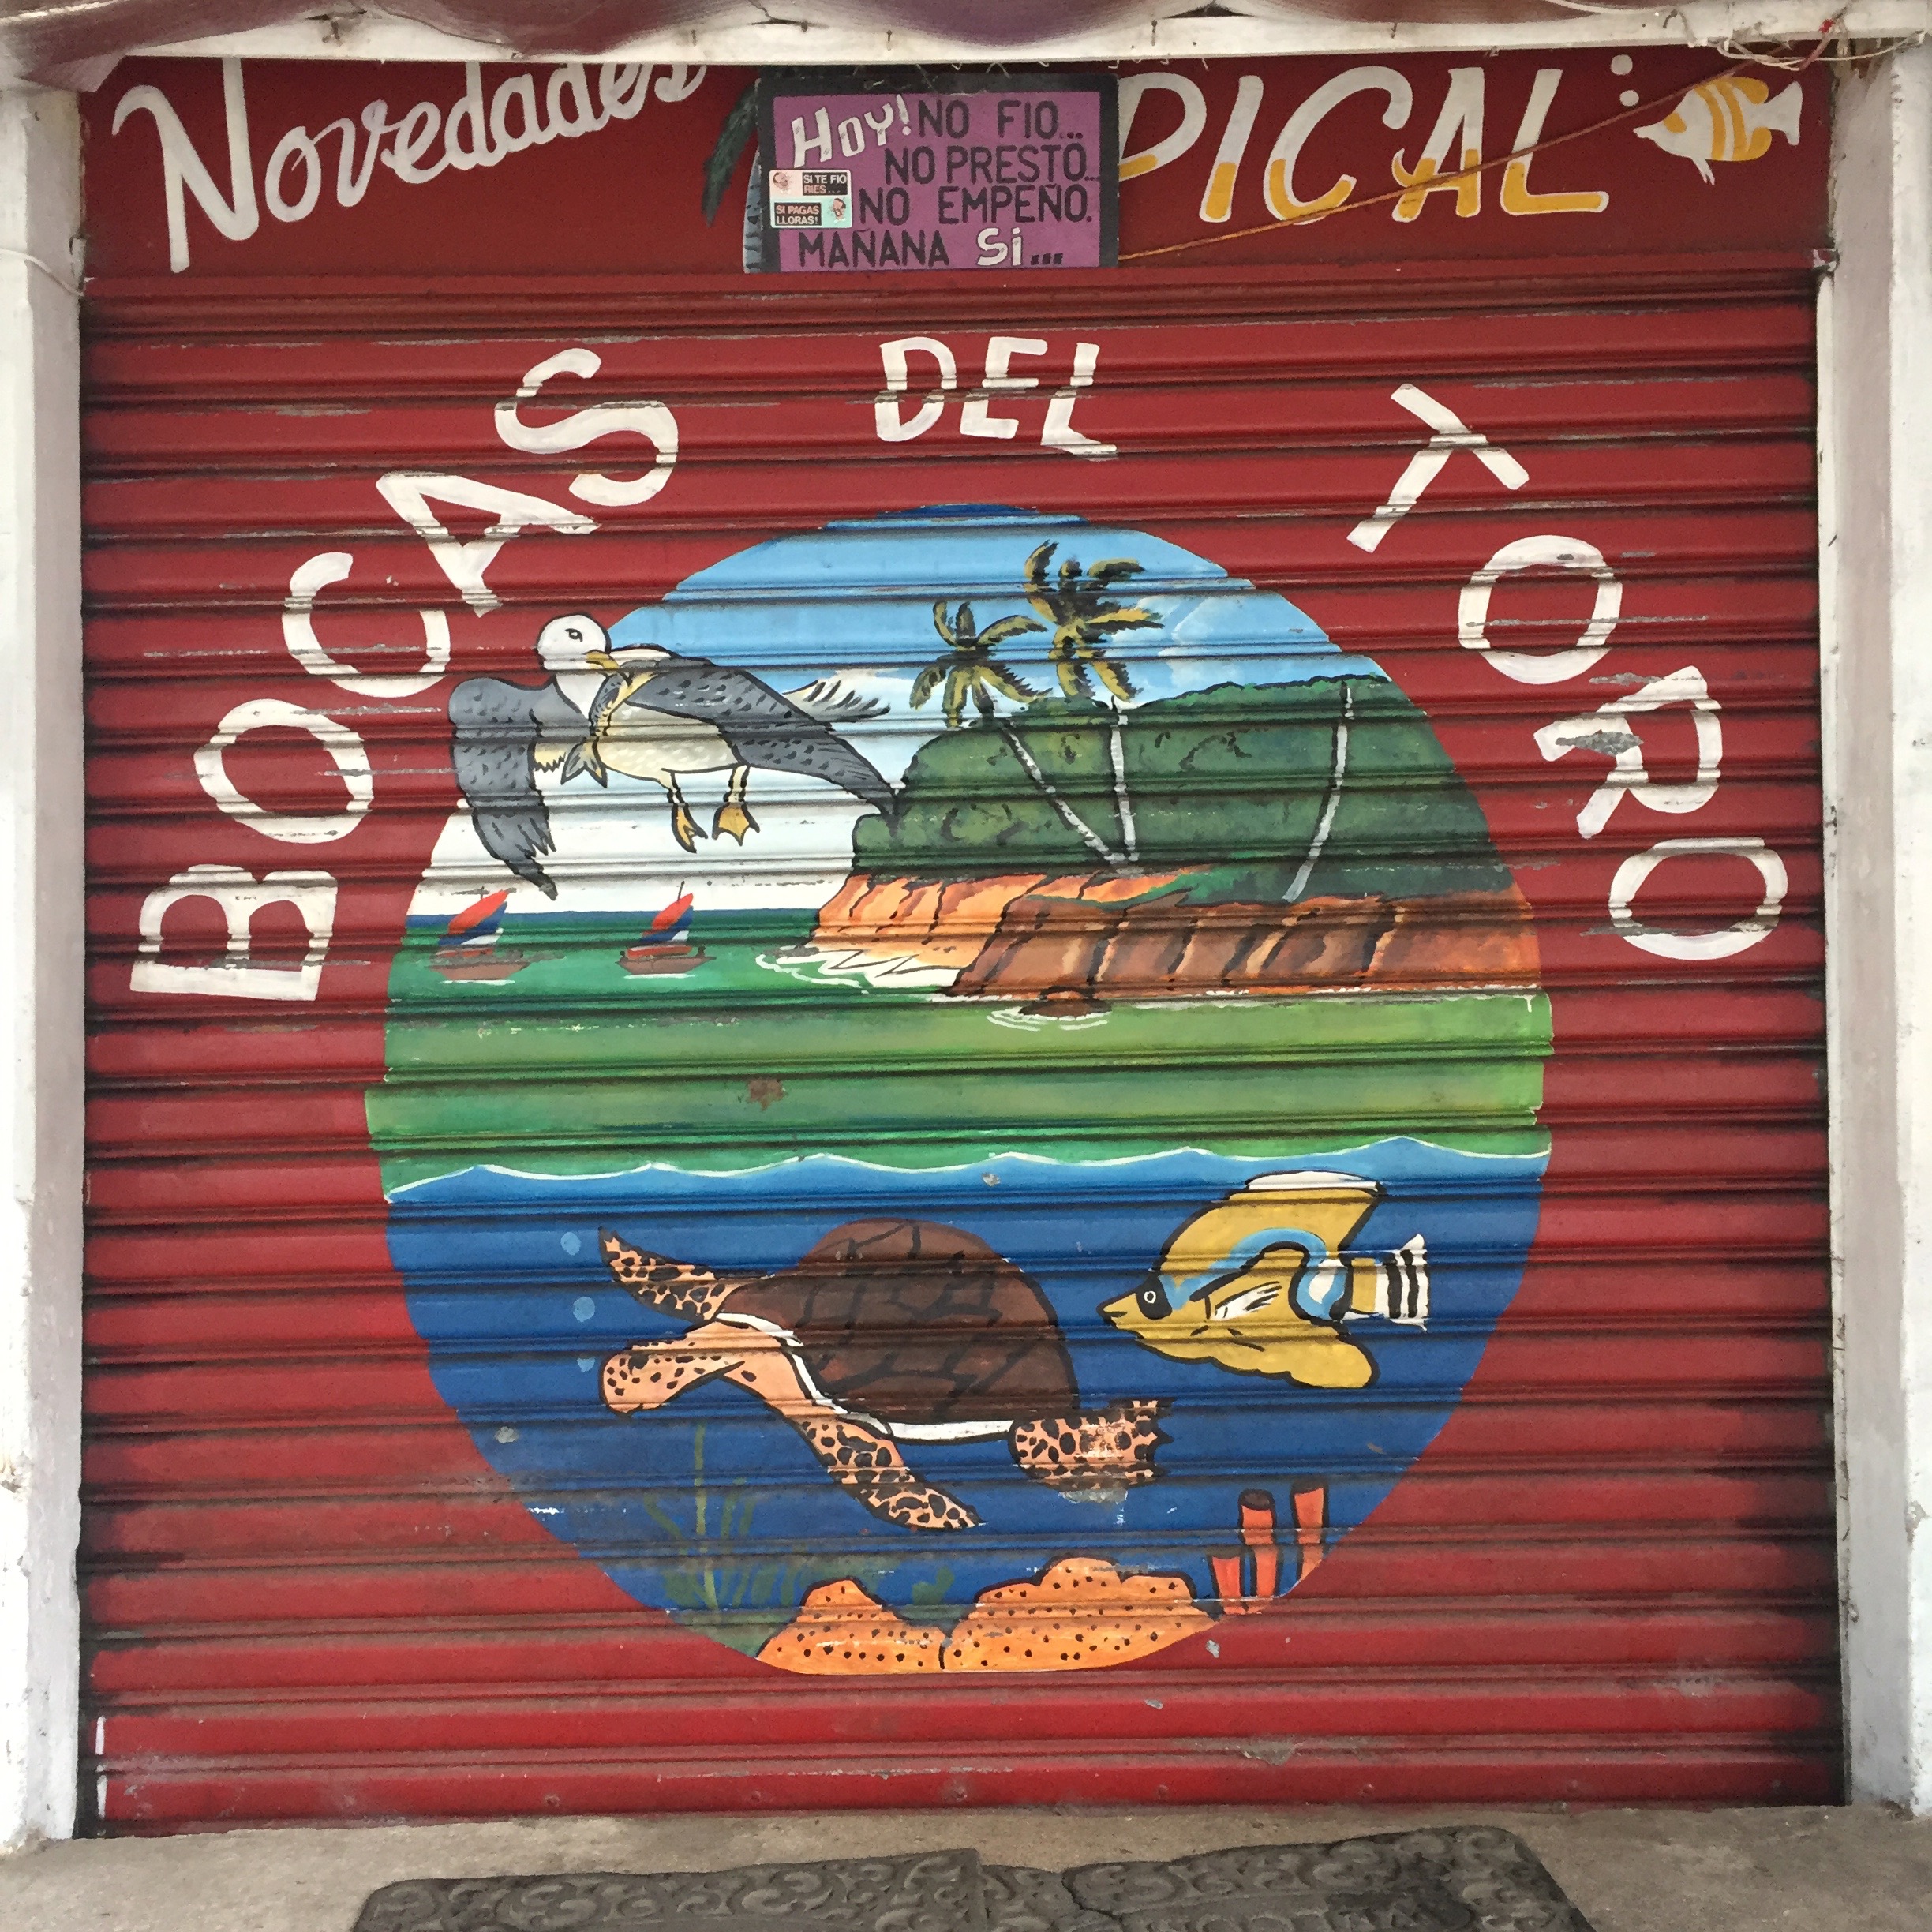 Novedades PICAL
Hoy! NO FIO...
NO PRESTO...
NO EMPEÑO.
MAÑANA Si...
SI TE FIO
RIES...
SI PAGAS
LLORAS!
BOCAS DEL TORO